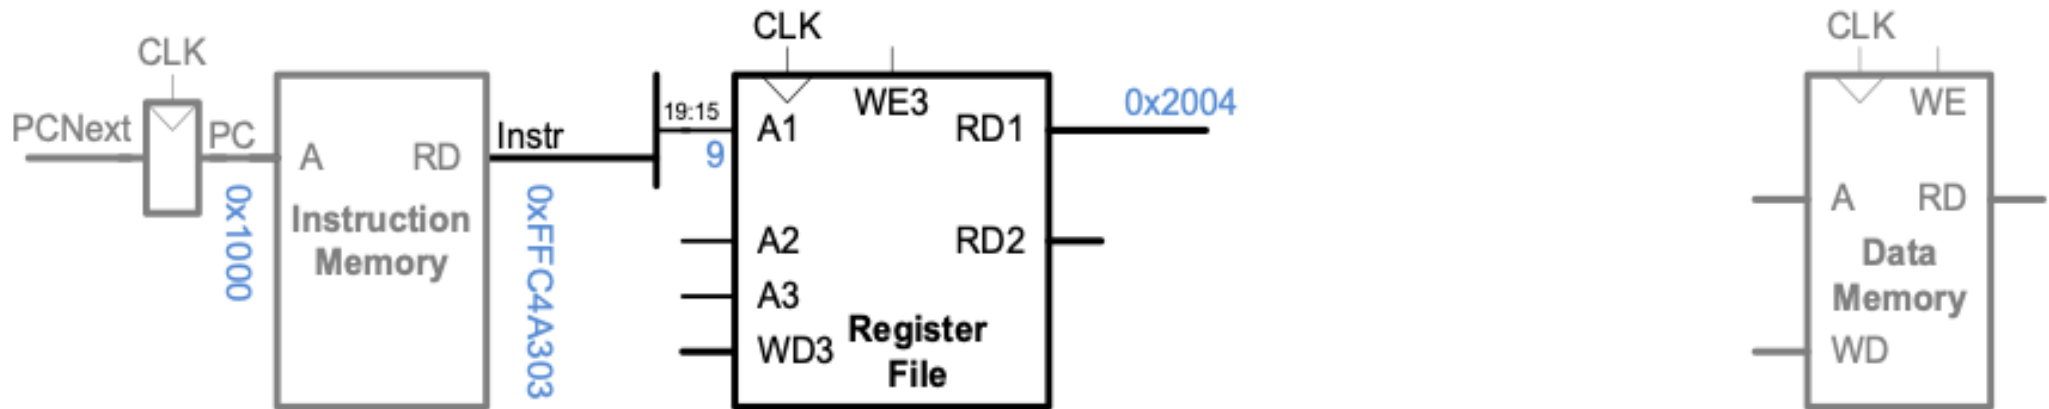 CLK
PCNext
PC
0x1000
A
RD
Instruction
Memory
Instr
0xFFC4A303
19:15
9
CLK
WE3
A1
RD1
0x2004
A2
RD2
A3
WD3
Register
File
CLK
WE
A
RD
Data
Memory
WD